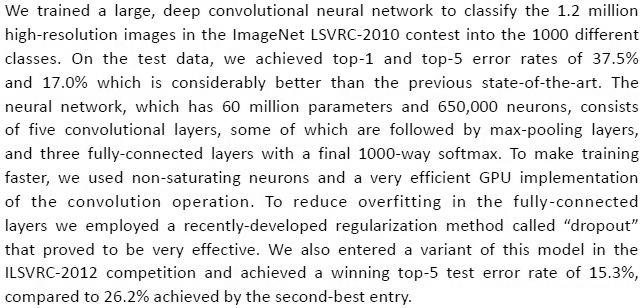 We trained a large, deep convolutional neural network to classify the 1.2 million
high-resolution images in the ImageNet LSVRC-2010 contest into the 1000 different
classes. On the test data, we achieved top-1 and top-5 error rates of 37.5%
and 17.0% which is considerably better than the previous state-of-the-art. The
neural network, which has 60 million parameters and 650,000 neurons, consists
of five convolutional layers, some of which are followed by max-pooling layers,
and three fully-connected layers with a final 1000-way softmax. To make training
faster, we used non-saturating neurons and a very efficient GPU implementation
of the convolution operation. To reduce overfitting in the fully-connected
layers we employed a recently-developed regularization method called “dropout”
that proved to be very effective. We also entered a variant of this model in the
ILSVRC-2012 competition and achieved a winning top-5 test error rate of 15.3%,
compared to 26.2% achieved by the second-best entry.